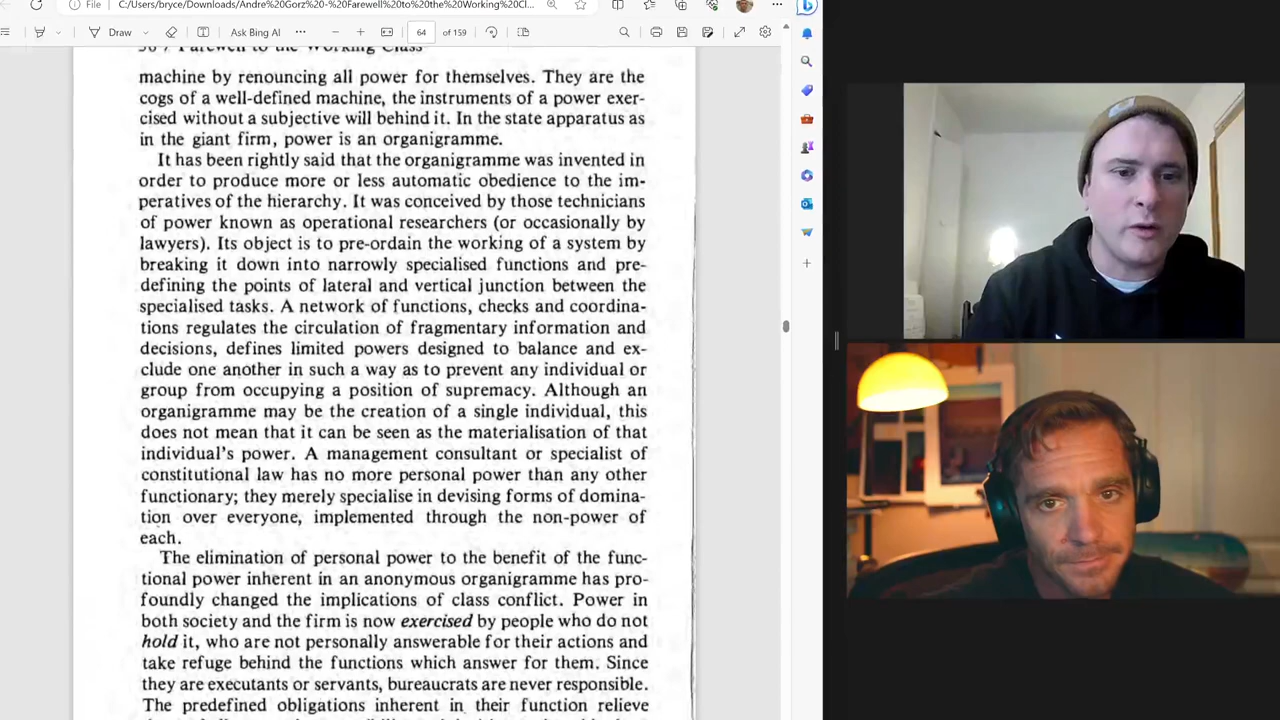 File
C:/Users/bryce/Downloads/Andre%20Gorz%20-%20Farewell%20to%20the%20Working%20Cl...
Draw
Ask Bing AI
64 of 159
Farewell to the Working Class
machine by renouncing all power for themselves. They are the
cogs of a well-defined machine, the instruments of a power exer-
cised without a subjective will behind it. In the state apparatus as
in the giant firm, power is an organigramme.
It has been rightly said that the organigramme was invented in
order to produce more or less automatic obedience to the im-
peratives of the hierarchy. It was conceived by those technicians
of power known as operational researchers (or occasionally by
lawyers). Its object is to pre-ordain the working of a system by
breaking it down into narrowly specialised functions and pre-
defining the points of lateral and vertical junction between the
specialised tasks. A network of functions, checks and coordina-
tions regulates the circulation of fragmentary information and
decisions, defines limited powers designed to balance and ex-
clude one another in such a way as to prevent any individual or
group from occupying a position of supremacy. Although an
organigramme may be the creation of a single individual, this
does not mean that it can be seen as the materialisation of that
individual's power. A management consultant or specialist of
constitutional law has no more personal power than any other
functionary; they merely specialise in devising forms of domina-
tion over everyone, implemented through the non-power of
each.
The elimination of personal power to the benefit of the func-
tional power inherent in an anonymous organigramme has pro-
foundly changed the implications of class conflict. Power in
both society and the firm is now exercised by people who do not
hold it, who are not personally answerable for their actions and
take refuge behind the functions which answer for them. Since
they are executants or servants, bureaucrats are never responsible.
The predefined obligations inherent in their function relieve